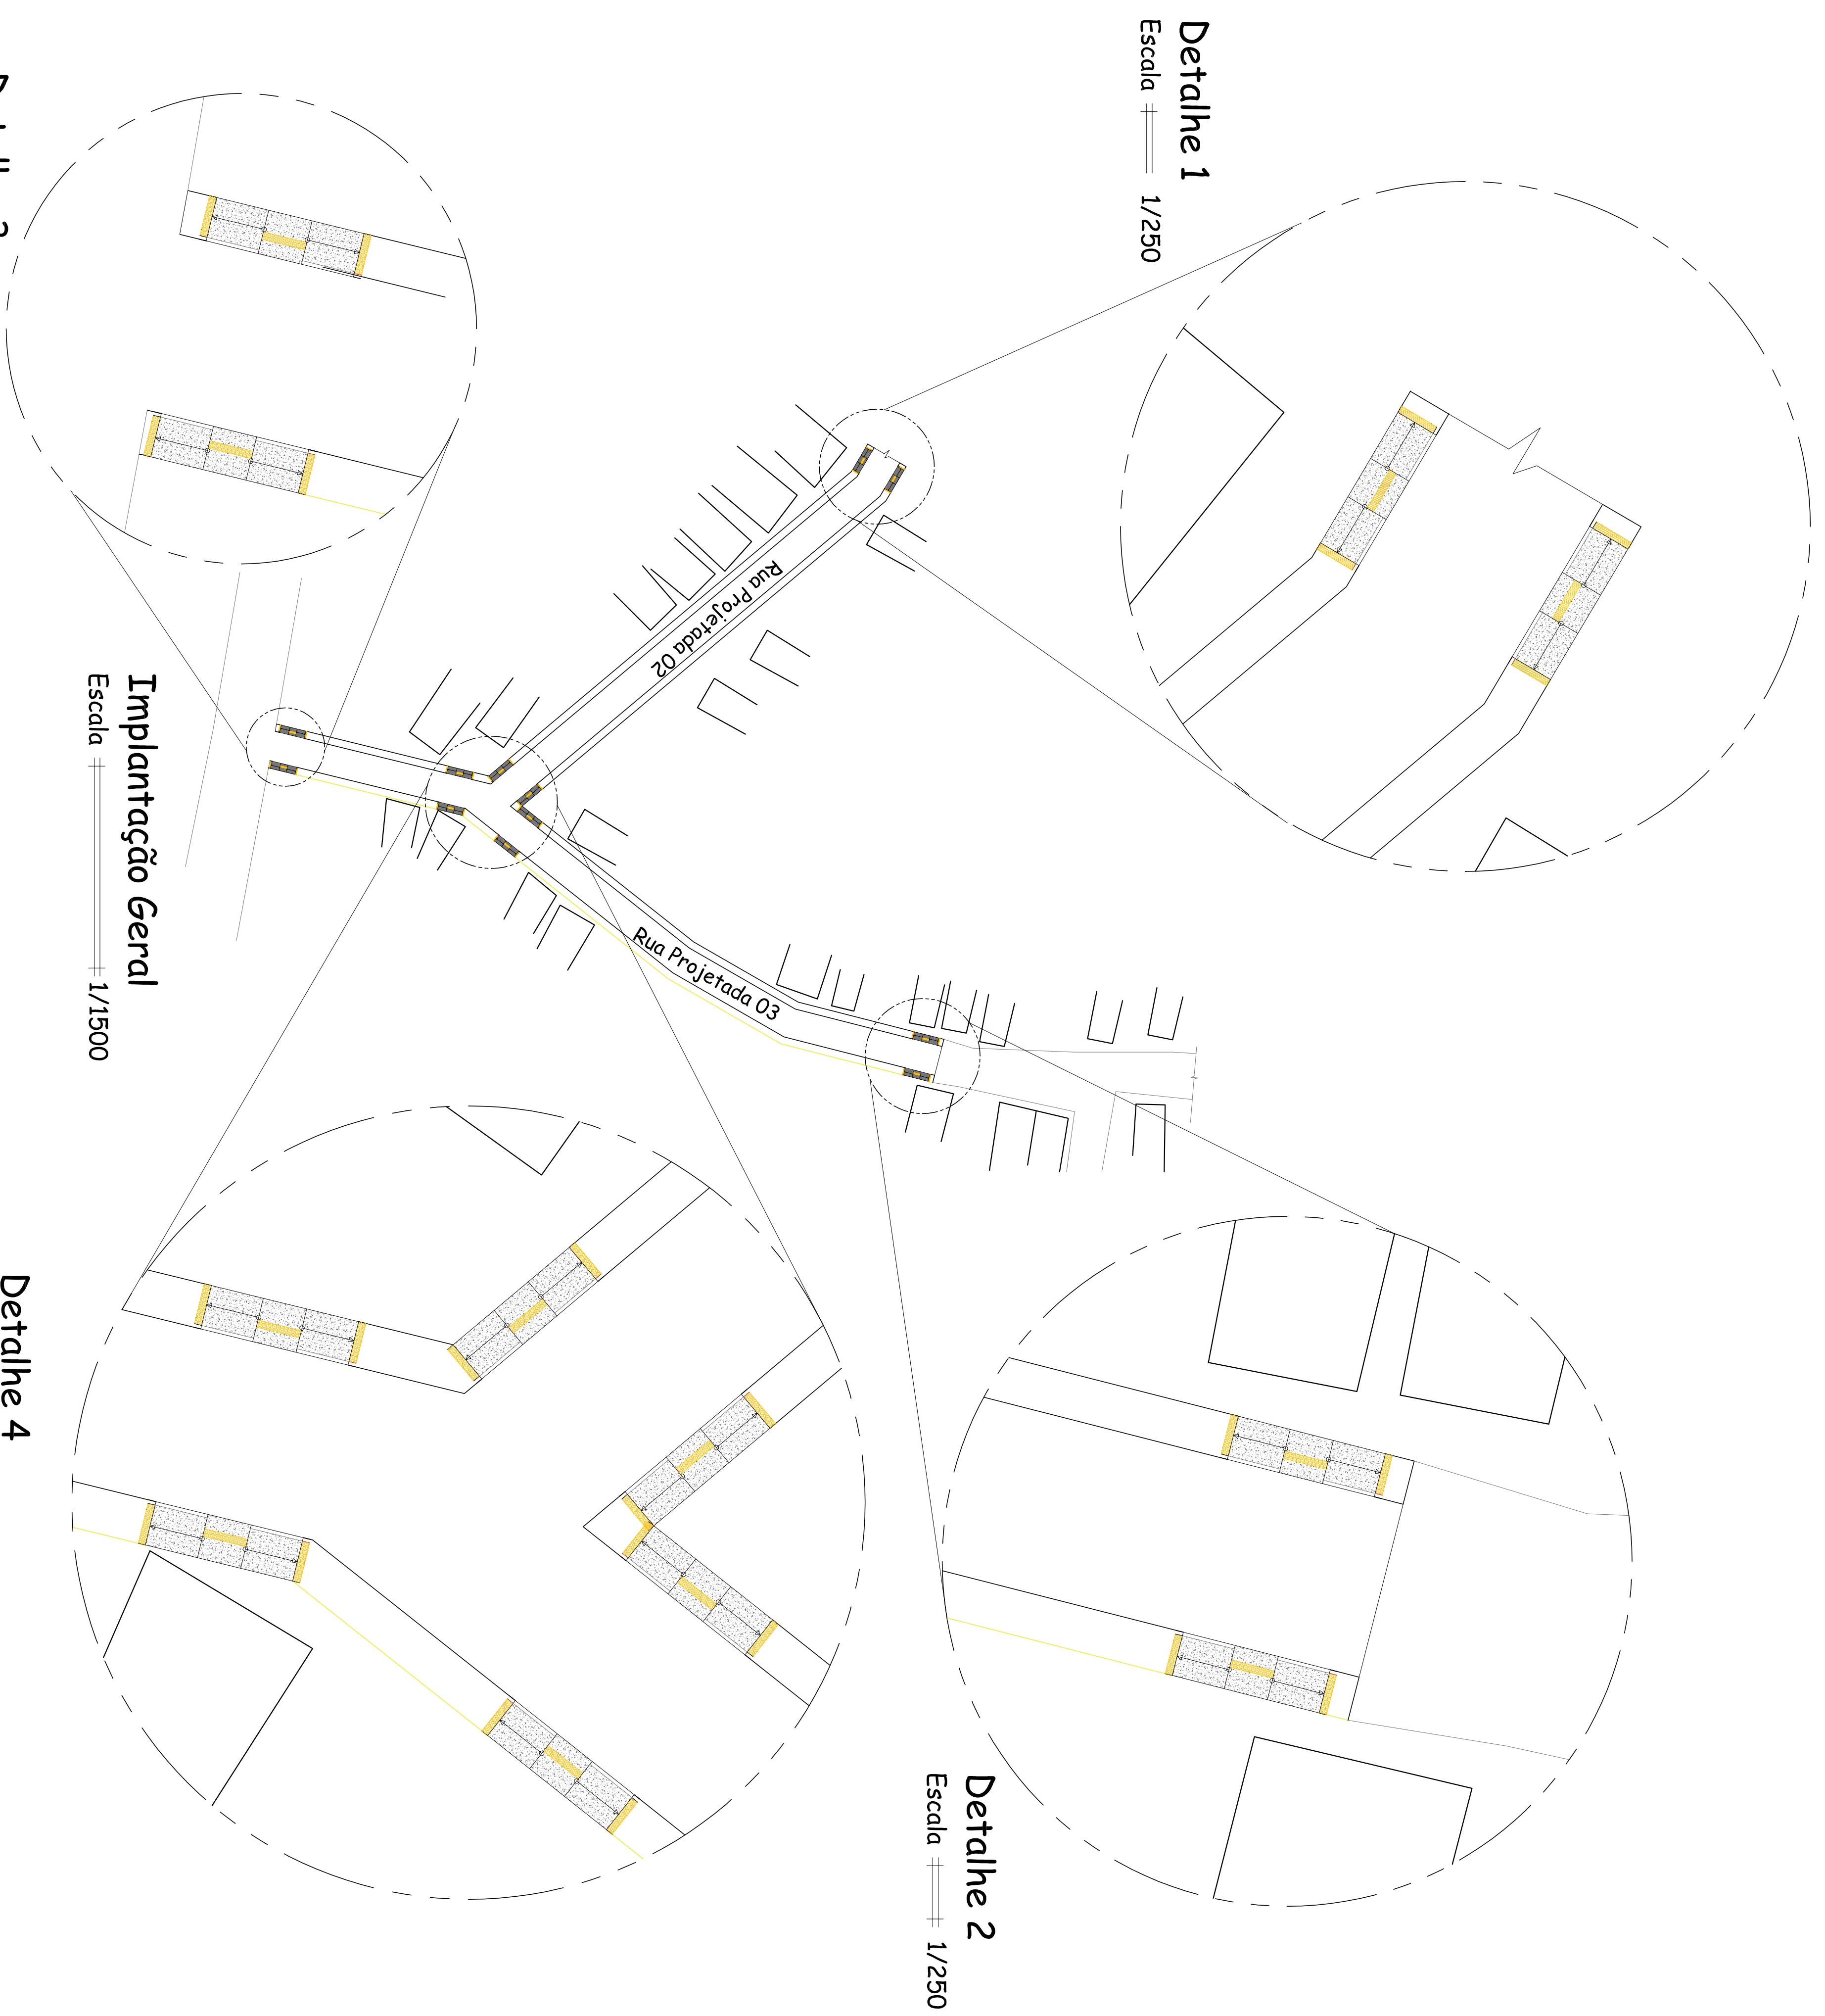 Detalhe 1
Escala 1/250
Rua Projetada 02
Rua Projetada 03
Implantação Geral
Escala 1/1500
Detalhe 2
Escala 1/250
Detalhe 4